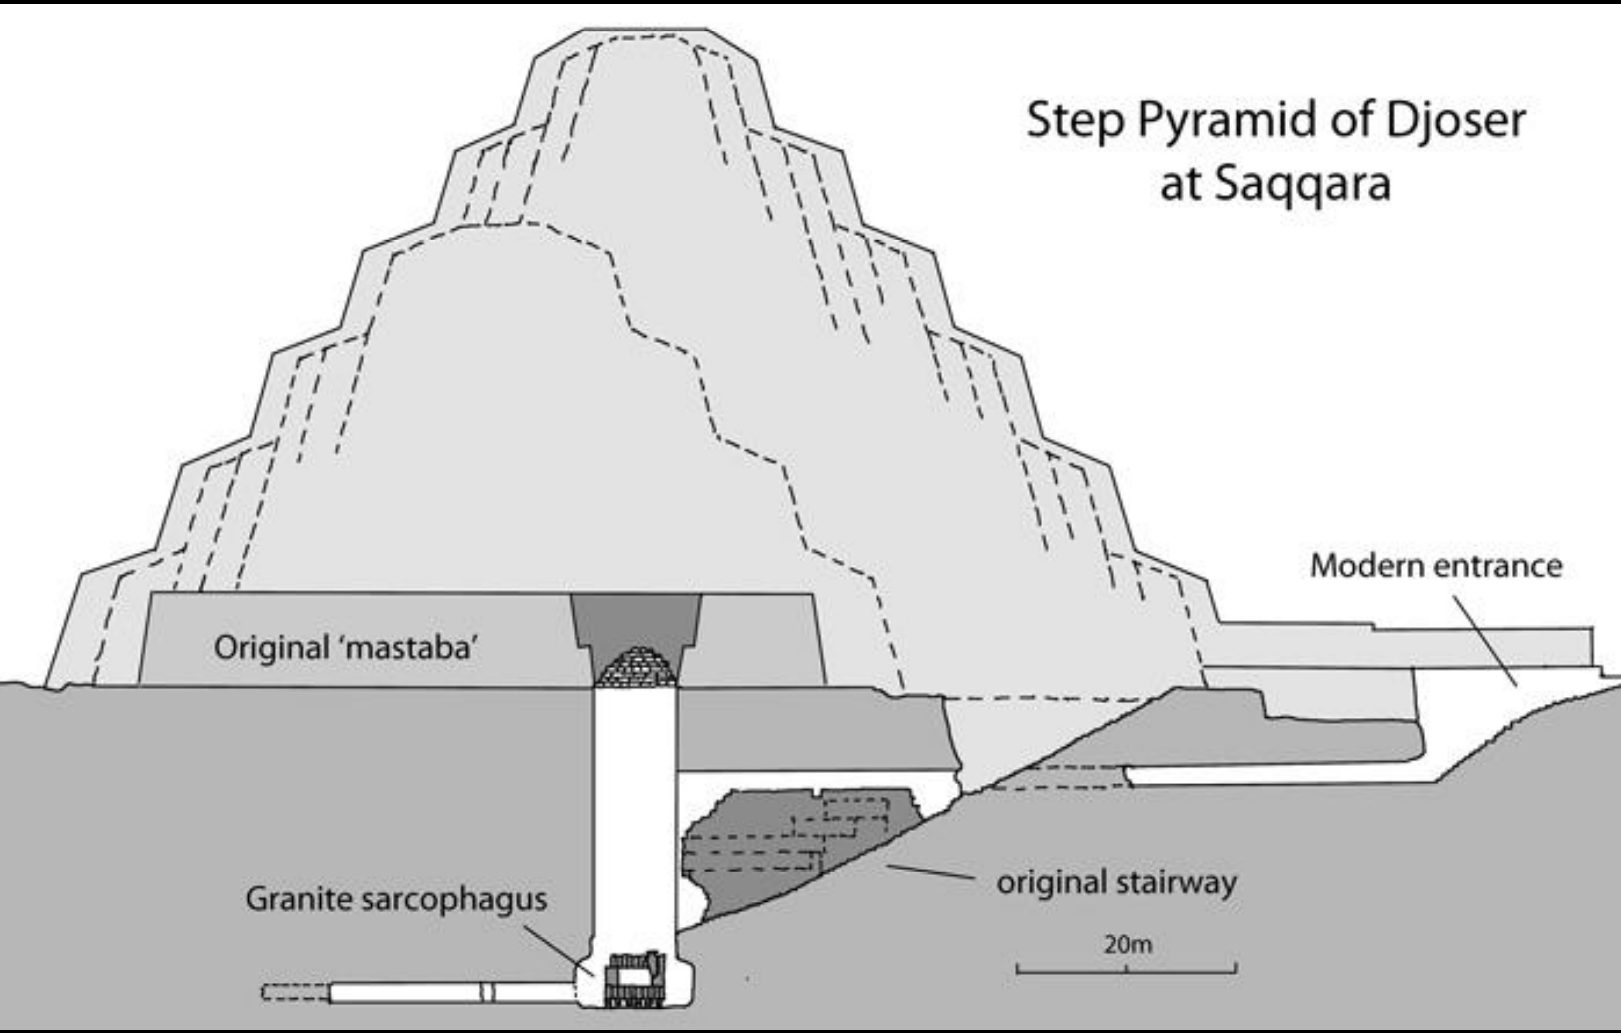 Step Pyramid of Djoser
at Saqqara
Modern entrance
Original ‘mastaba’
original stairway
Granite sarcophagus
20m